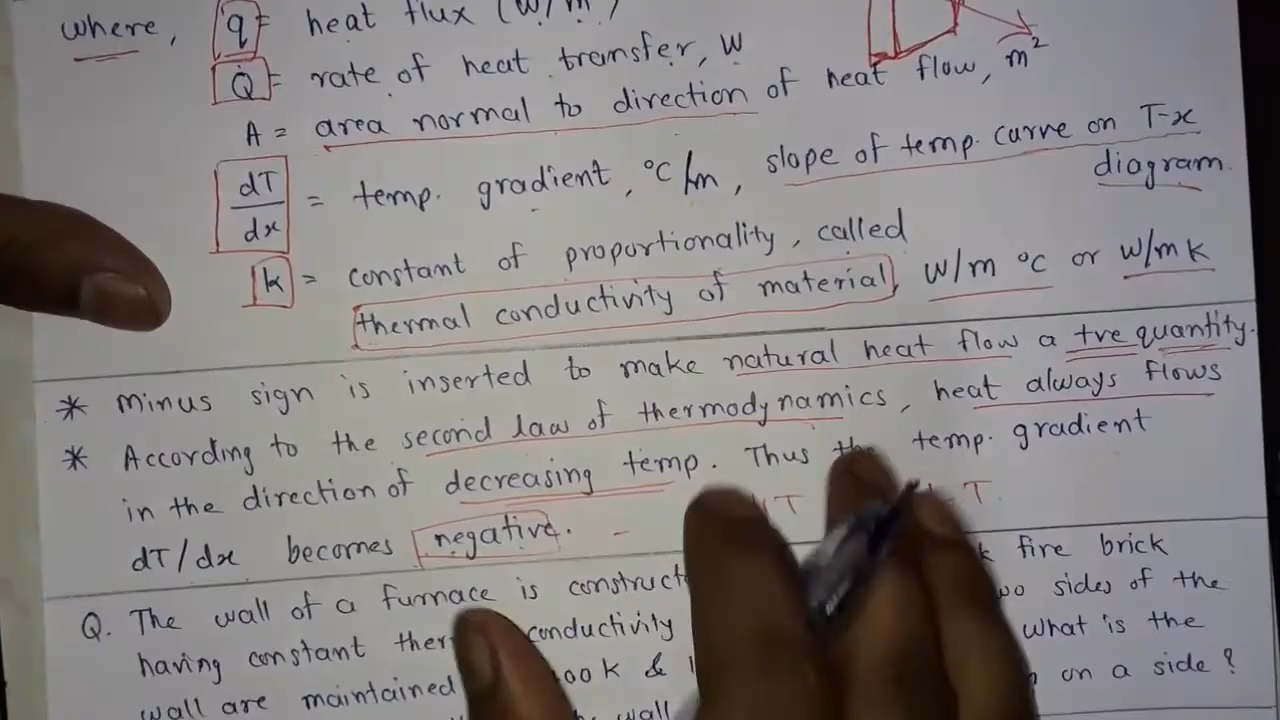 where, q = heat flux (W/m )
Q̇ = rate of heat transfer, W
A = area normal to direction of heat flow, m²
dT/dx = temp. gradient, °C/m, slope of temp. curve on T-x
diagram.
k = constant of proportionality, called
thermal conductivity of material, W/m °C or W/mk
* Minus sign is inserted to make natural heat flow a +ve quantity.
* According to the second law of thermodynamics, heat always flows
in the direction of decreasing temp. Thus the temp. gradient
dT/dx becomes negative. -
Q. The wall of a furnace is fire brick
having constant conductivity two sides of the
wall are maintained & what is the
wall on a side?